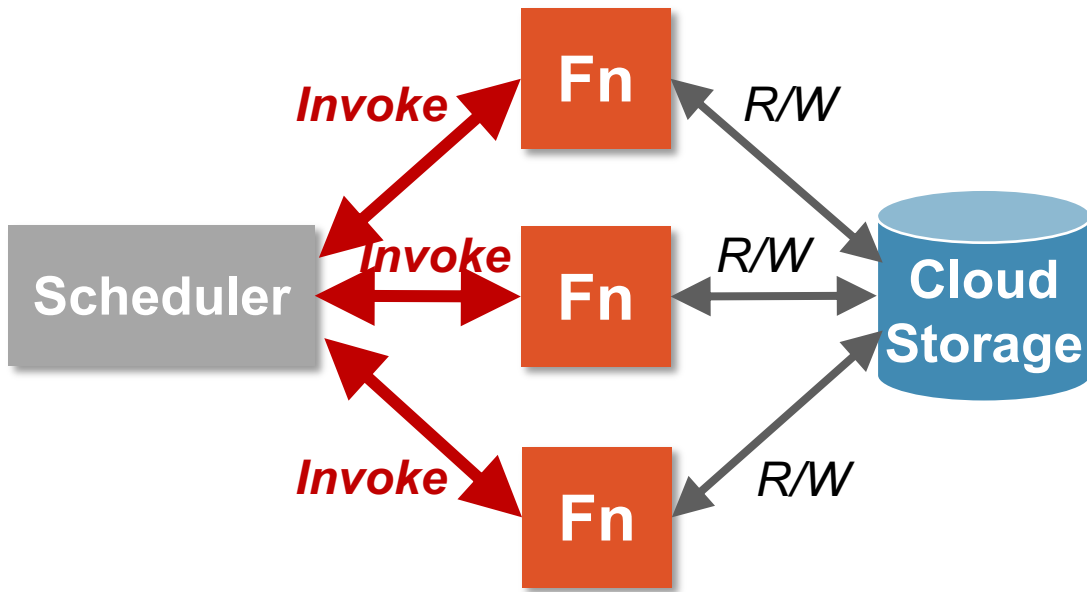 Fn
Invoke
R/W
Scheduler
Invoke
Fn
R/W
Cloud
Storage
Invoke
Fn
R/W